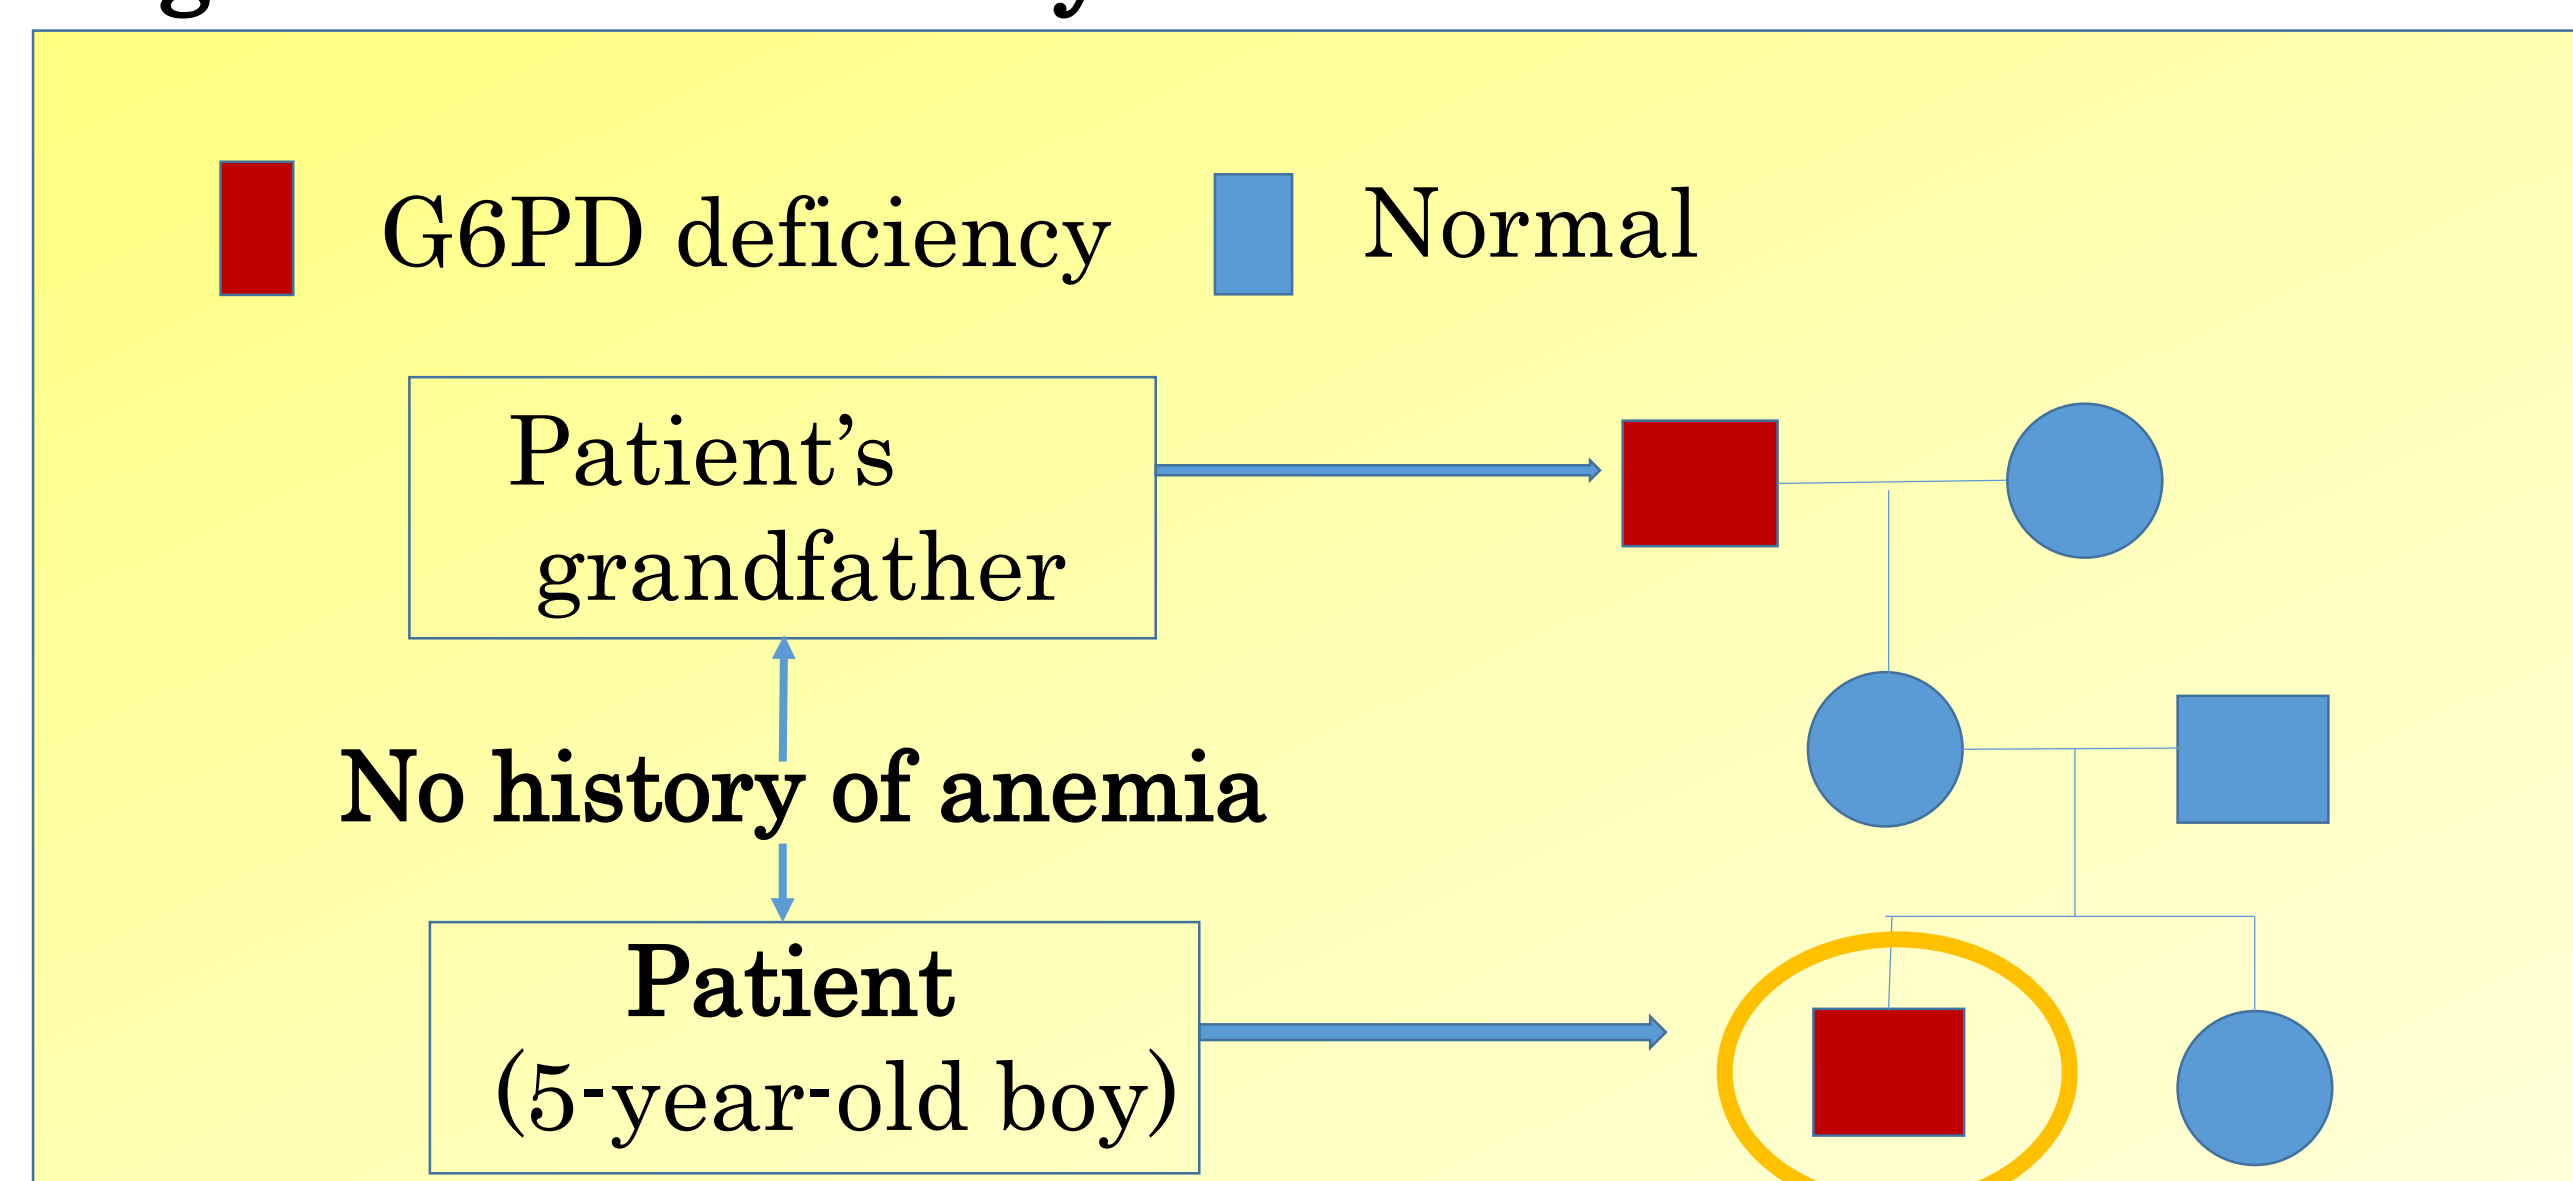 G6PD deficiency
Normal
Patient's
grandfather
No history of anemia
Patient
(5-year-old boy)